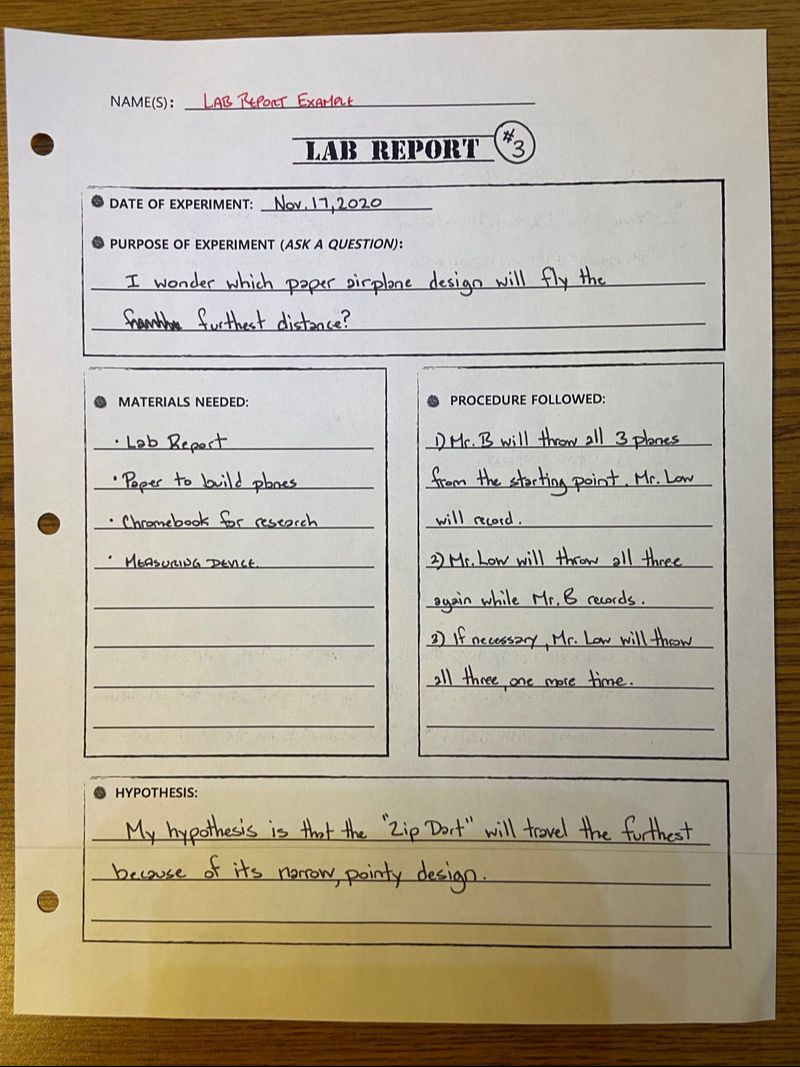 NAME(S): LAB REPORT EXAMPLE
LAB REPORT #3
DATE OF EXPERIMENT: Nov. 17, 2020
PURPOSE OF EXPERIMENT (ASK A QUESTION):
I wonder which paper airplane design will fly the
furthest distance?
MATERIALS NEEDED:
· Lab Report
· Paper to build planes
· Chromebook for research
· MEASURING DEVICE.
PROCEDURE FOLLOWED:
1) Mr. B will throw all 3 planes
from the starting point. Mr. Low
will record.
2) Mr. Low will throw all three
again while Mr. B records.
3) If necessary, Mr. Low will throw
all three, one more time.
HYPOTHESIS:
My hypothesis is that the "Zip Dart" will travel the furthest
because of its narrow, pointy design.